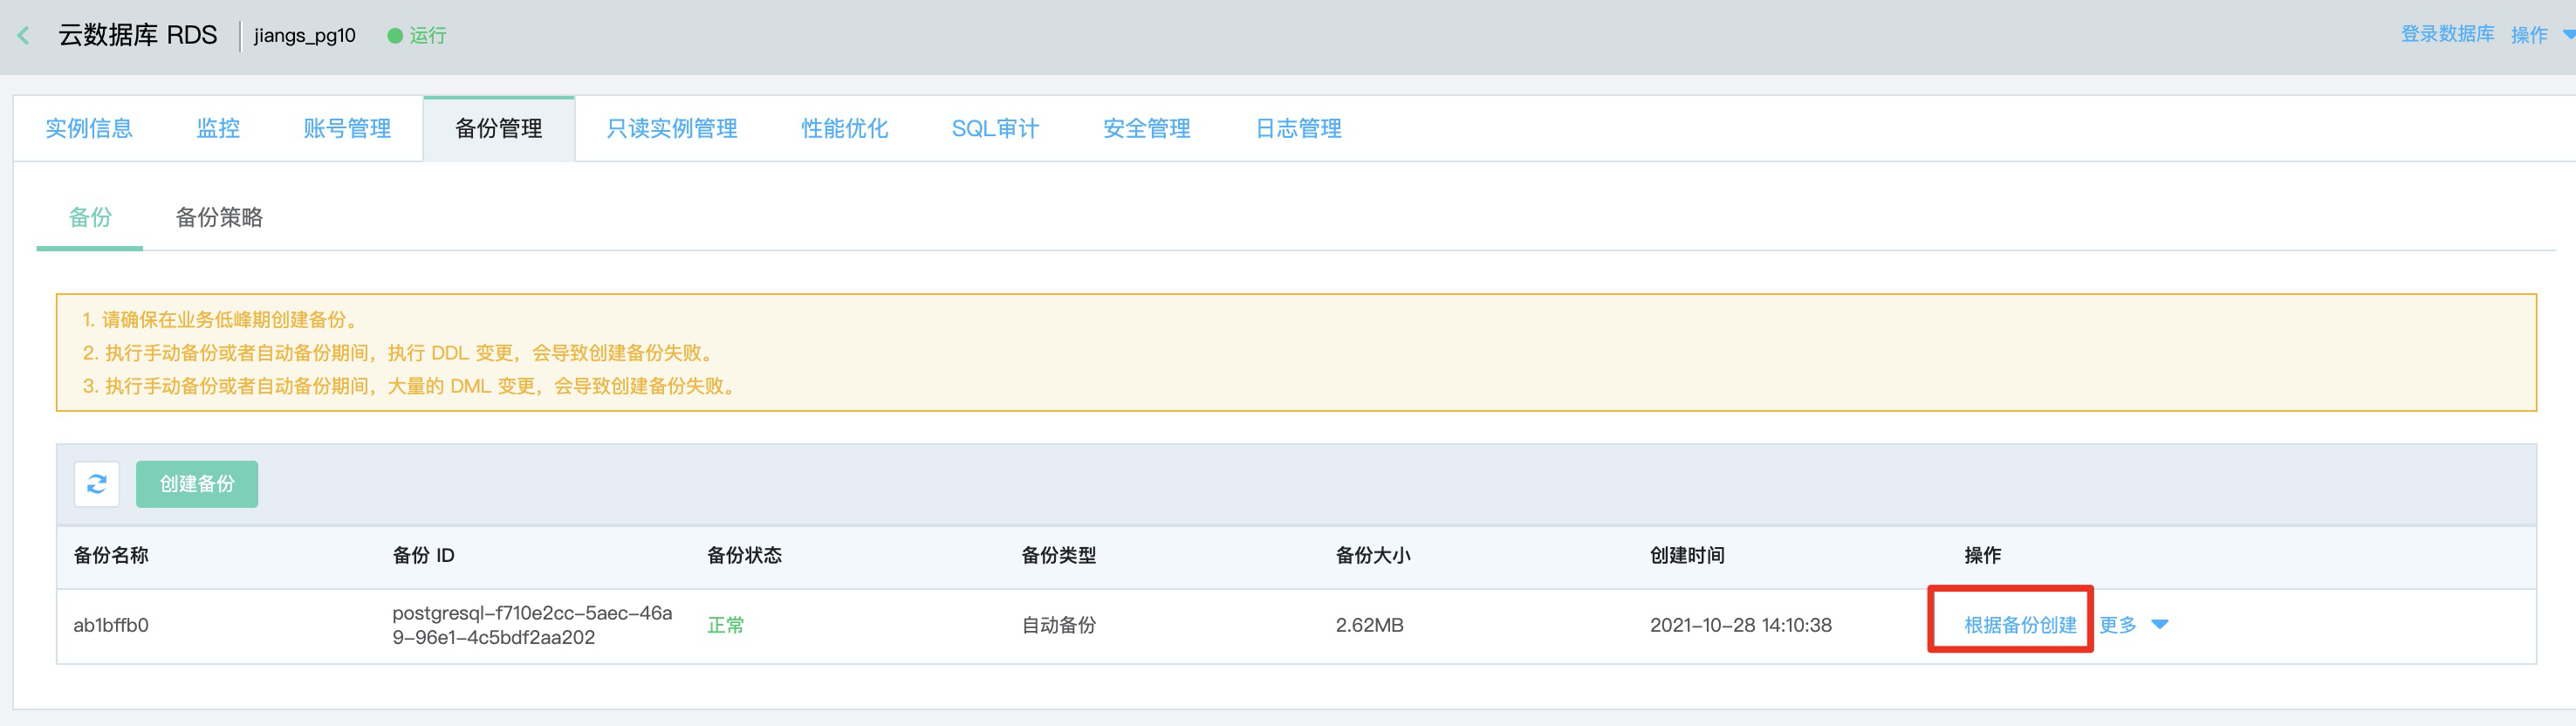 云数据库 RDS jiangs_pg10 运行 登录数据库 操作
实例信息 监控 账号管理 备份管理 只读实例管理 性能优化 SQL审计 安全管理 日志管理
备份 备份策略
1. 请确保在业务低峰期创建备份。
2. 执行手动备份或者自动备份期间，执行 DDL 变更，会导致创建备份失败。
3. 执行手动备份或者自动备份期间，大量的 DML 变更，会导致创建备份失败。
创建备份
备份名称 备份 ID 备份状态 备份类型 备份大小 创建时间 操作
ab1bffb0 postgresql-f710e2cc-5aec-46a 正常 自动备份 2.62MB 2021-10-28 14:10:38 根据备份创建 更多
9-96e1-4c5bdf2aa202